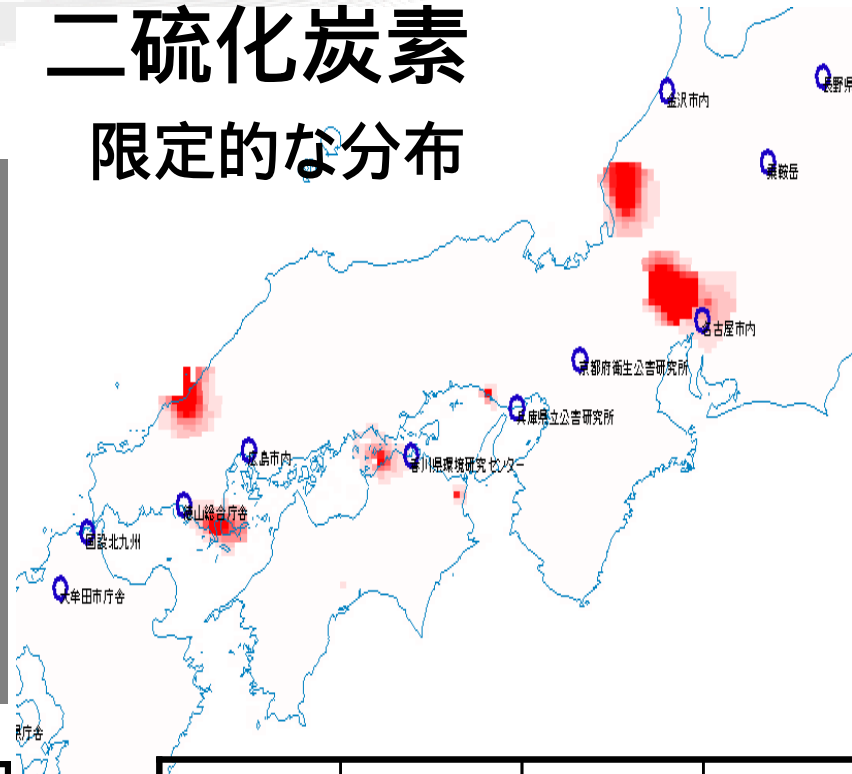 二硫化炭素
限定的な分布
金沢市内
長野県
乗鞍岳
名古屋市内
京都府衛生公害研究所
兵庫県立公害研究所
広島市内
香川県環境研究センター
徳山総合庁舎
国設北九州
大牟田市庁舎
県庁舎